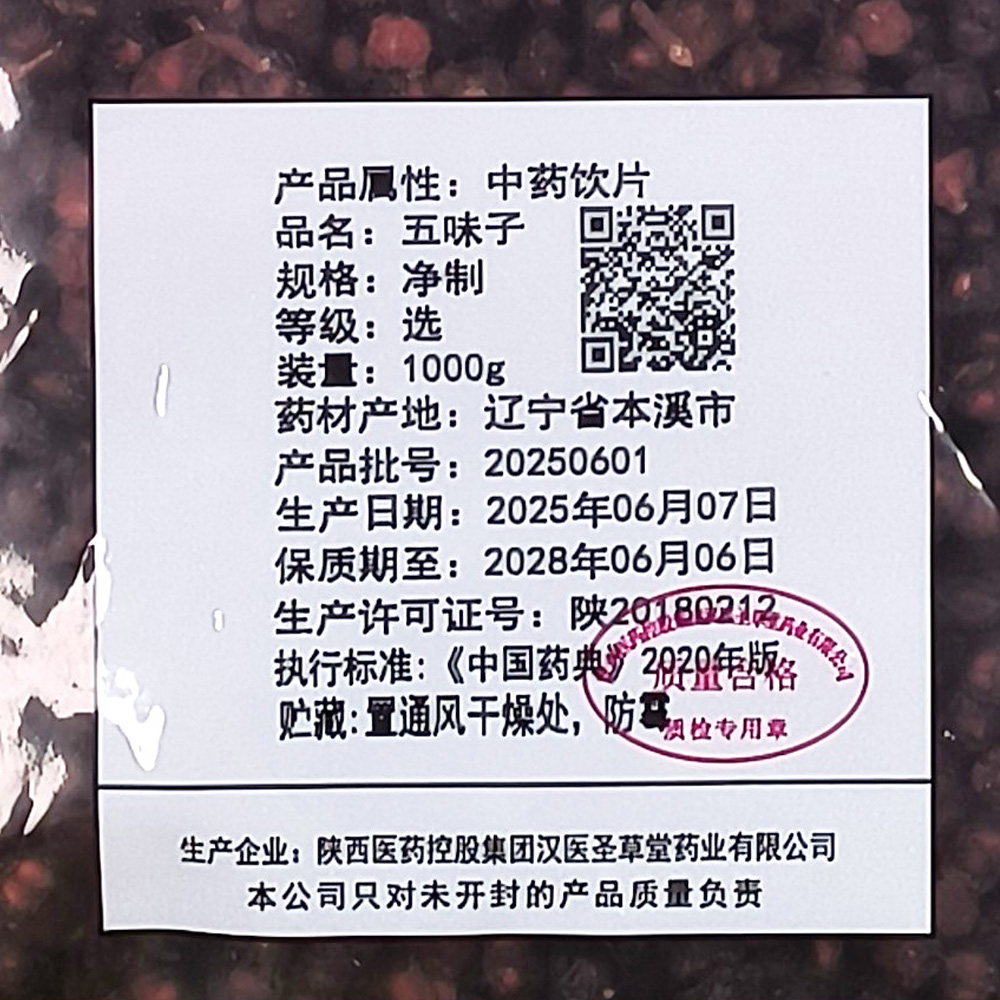 产品属性：中药饮片
品名：五味子
规格：净制
等级：选
装量：1000g
药材产地：辽宁省本溪市
产品批号：20250601
生产日期：2025年06月07日
保质期至：2028年06月06日
生产许可证号：陕20180212
执行标准:《中国药典》2020年版
贮藏:置通风干燥处，防霉
质量合格
质检专用章
生产企业：陕西医药控股集团汉医圣草堂药业有限公司
本公司只对未开封的产品质量负责